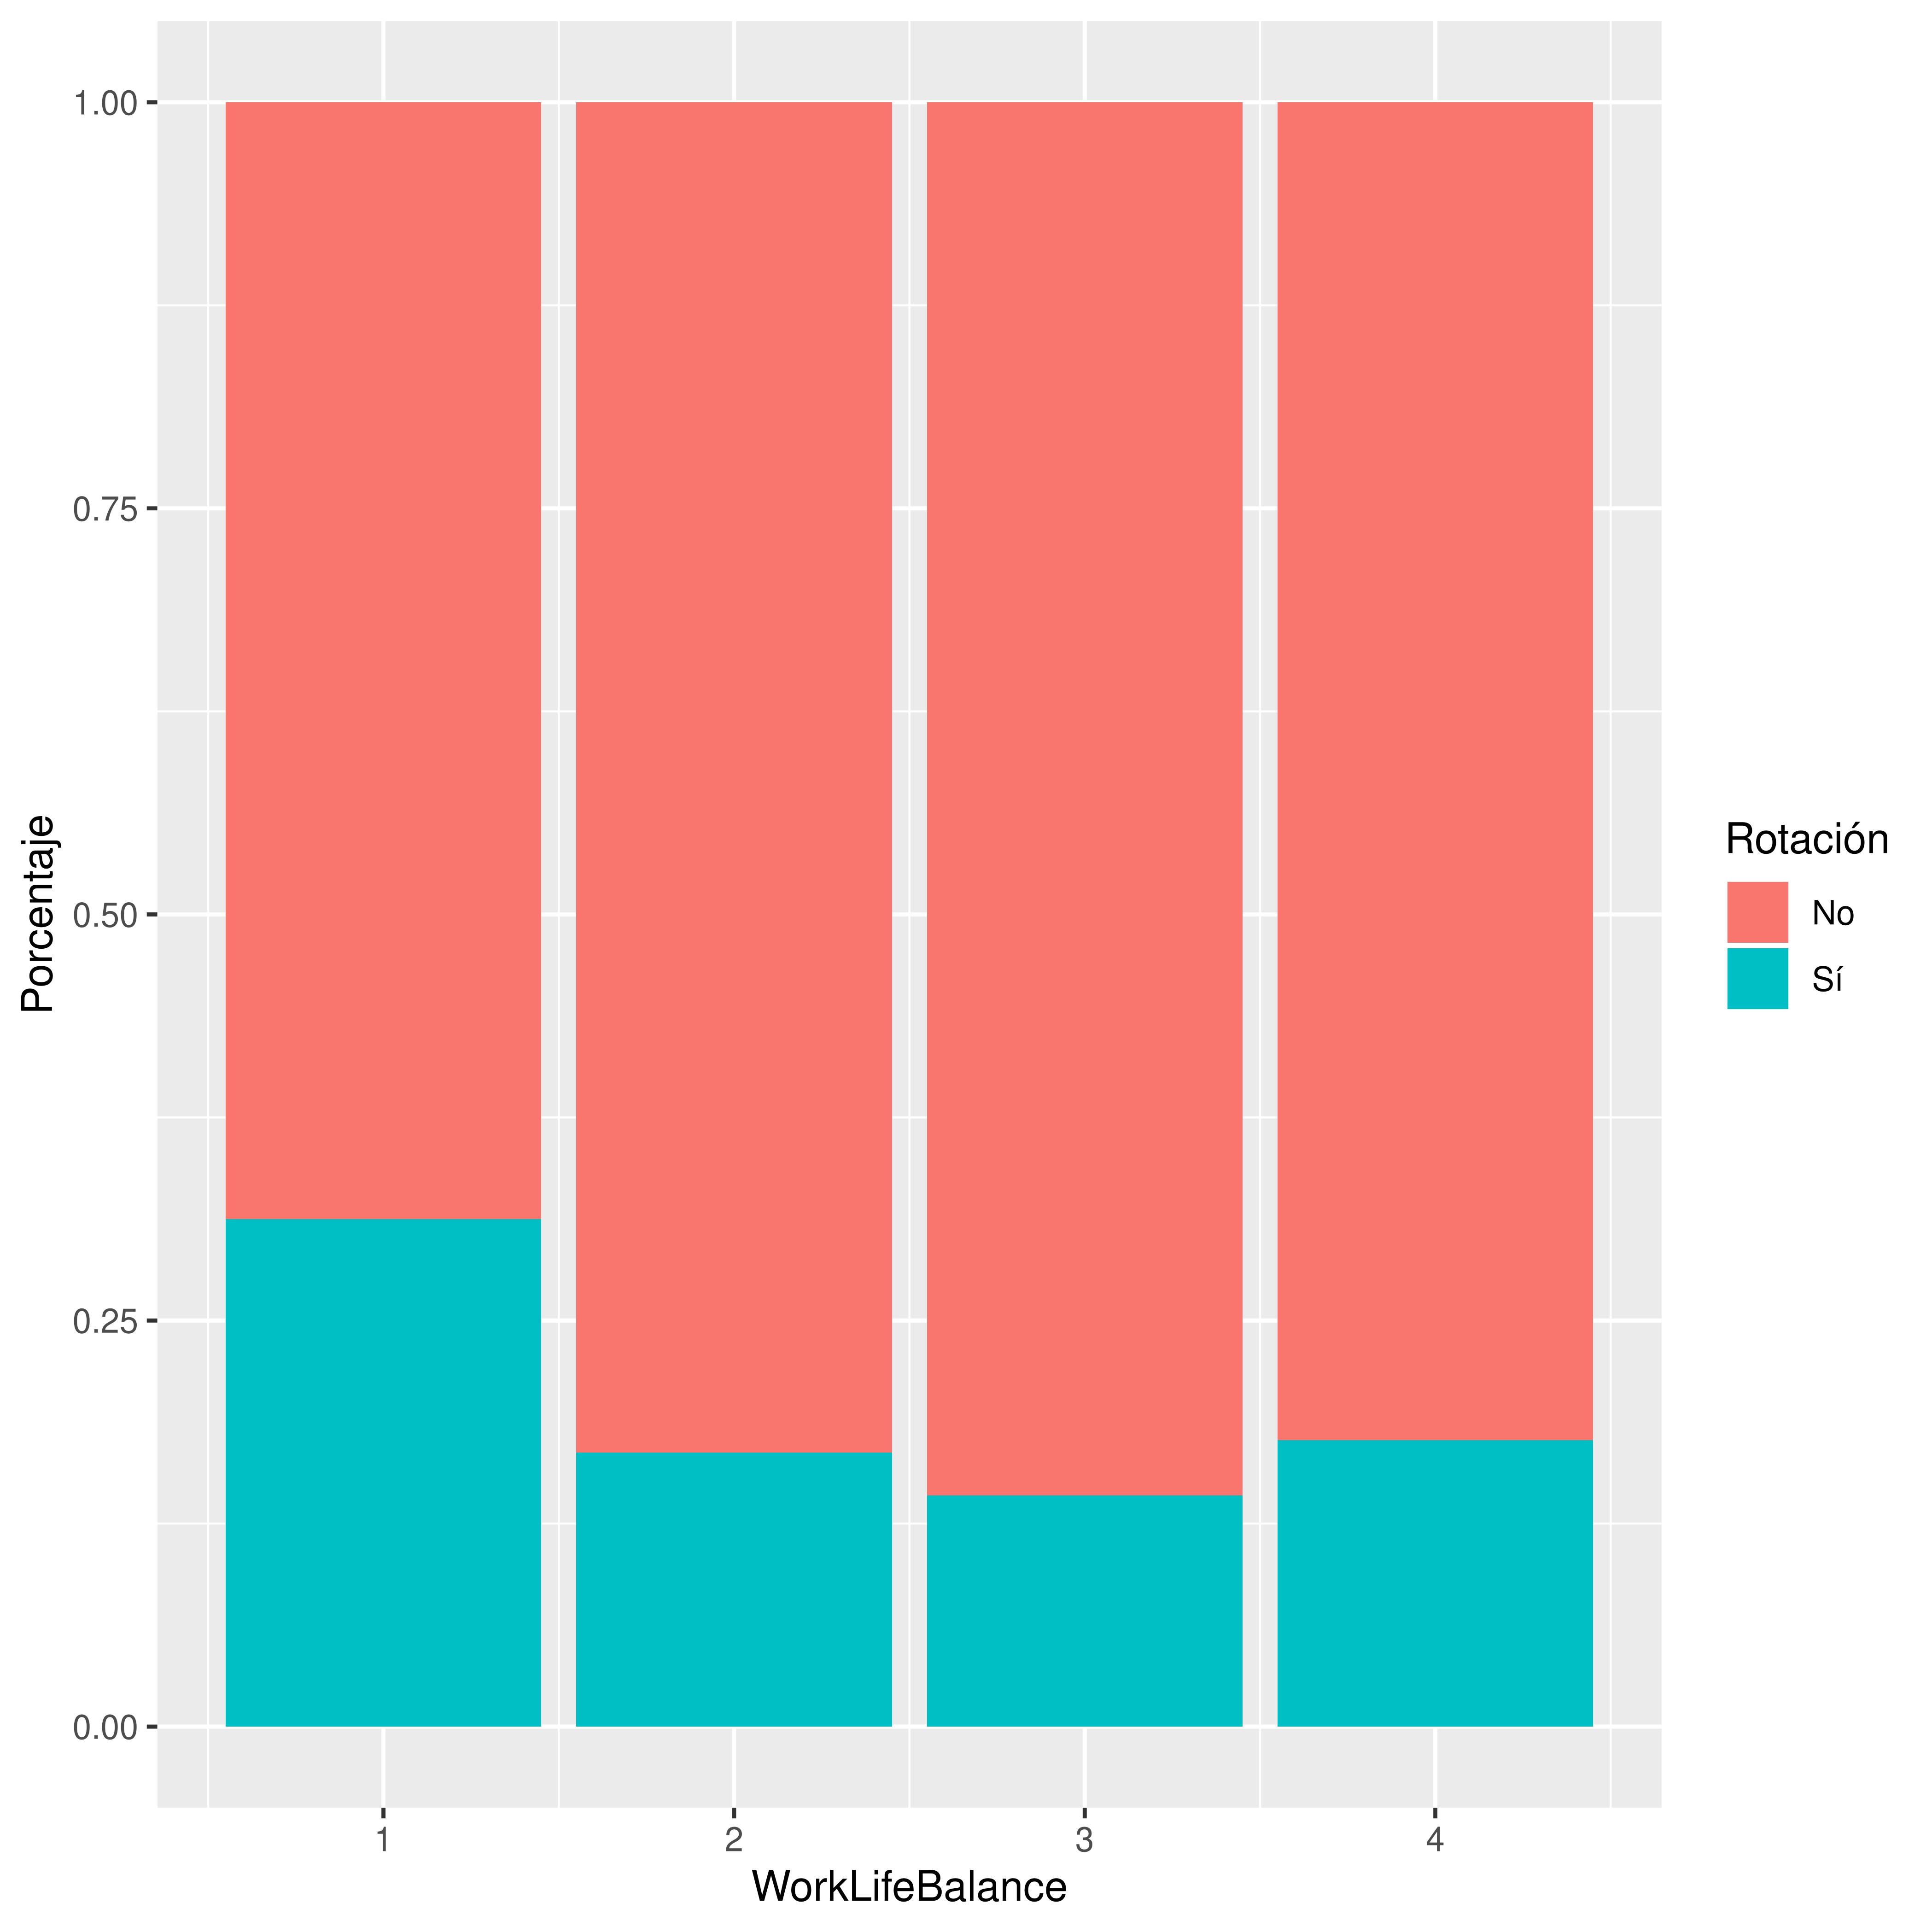 1.00
0.75
0.50
0.25
0.00
Porcentaje
1 2 3 4
WorkLifeBalance
Rotación
No
Sí